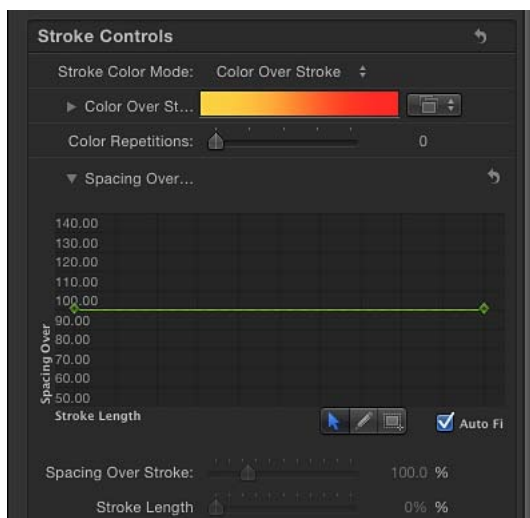 Stroke Controls
Stroke Color Mode: Color Over Stroke
Color Over St...
Color Repetitions: 0
Spacing Over...
140.00
130.00
120.00
110.00
100.00
90.00
80.00
70.00
60.00
50.00
Spacing Over
Stroke Length
Auto Fi
Spacing Over Stroke: 100.0 %
Stroke Length 0% %